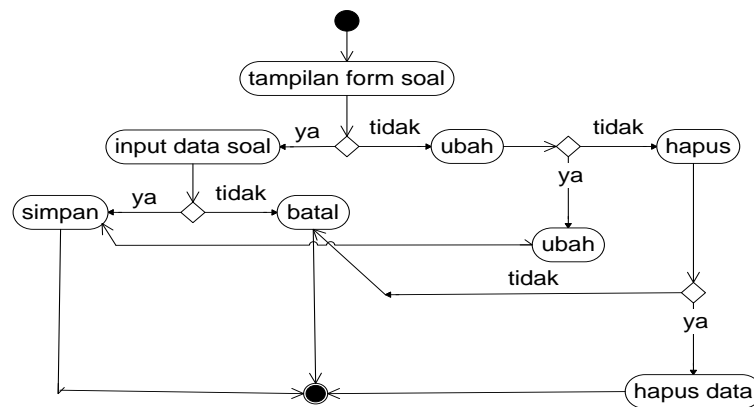 tampilan form soal
ya
tidak
tidak
input data soal
ubah
hapus
ya
ya
tidak
simpan
batal
ubah
tidak
ya
hapus data